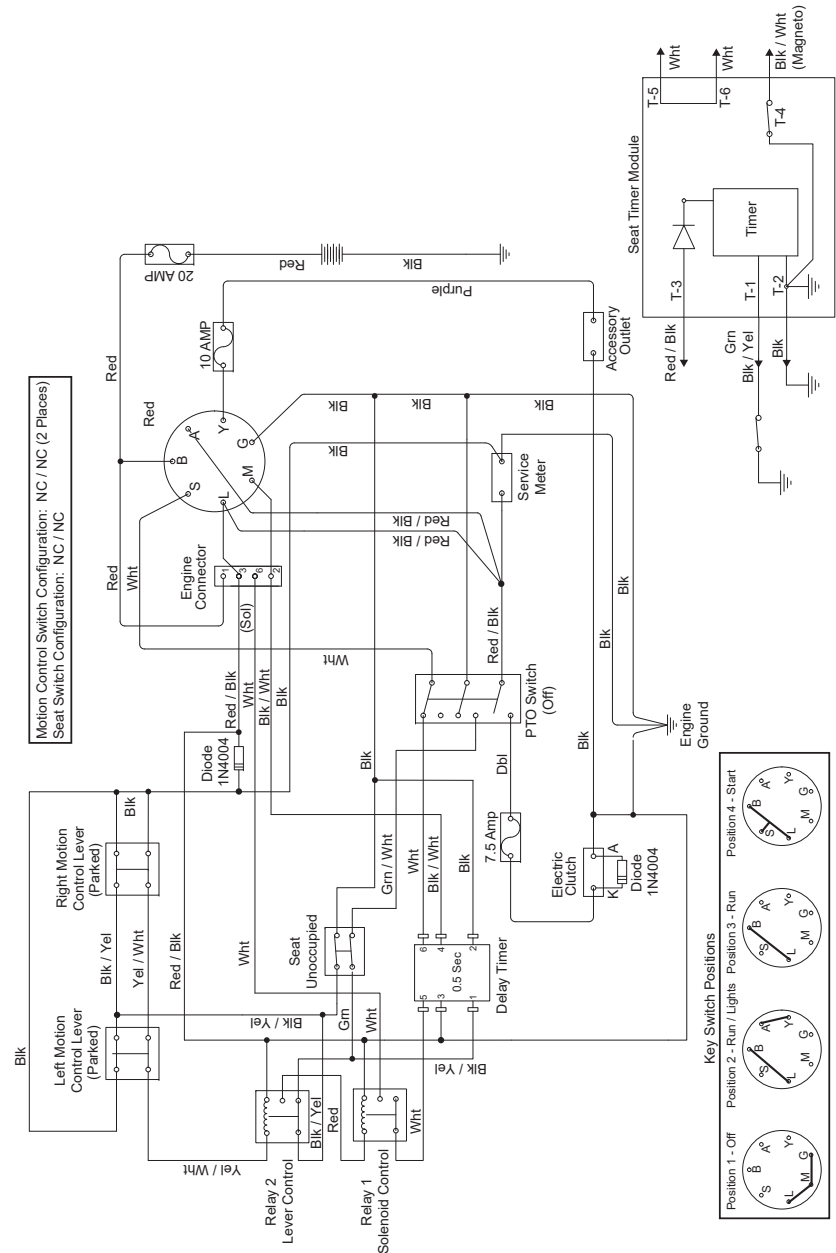 Motion Control Switch Configuration: NC / NC (2 Places)
Seat Switch Configuration: NC / NC
Blk
Left Motion
Control Lever
(Parked)
Blk / Yel
Yel / Wht
Right Motion
Control Lever
(Parked)
Blk
Diode
1N4004
Red / Blk
(Sol)
Wht
Blk / Wht
Blk
Engine
Connector
1
3
6
2
Red
Wht
Red
Red
S
B
A
L
Y
M
G
10 AMP
20 AMP
Red
Blk
Purple
Yel / Wht
Relay 2
Lever Control
Blk / Yel
Red
Relay 1
Solenoid Control
Wht
Red / Blk
Wht
Blk / Yel
Grn
Wht
Seat
Unoccupied
Blk / Yel
Blk
Grn / Wht
Wht
Blk / Wht
Blk
5
3
1
0.5 Sec
6
4
2
Delay Timer
7.5 Amp
Dbl
Wht
PTO Switch
(Off)
Red / Blk
Red / Blk
Red / Blk
Blk
Service
Meter
Blk
Blk
Blk
Accessory
Outlet
Electric
Clutch
K
A
Diode
1N4004
Blk
Blk
Blk
Engine
Ground
Seat Timer Module
T-3
T-1
T-2
Timer
T-5
T-6
T-4
Wht
Wht
Blk / Wht
(Magneto)
Red / Blk
Grn
Blk / Yel
Blk
Key Switch Positions
Position 1 - Off
S
B
A
L
Y
M
G
Position 2 - Run / Lights
S
B
A
L
Y
M
G
Position 3 - Run
S
B
A
L
Y
M
G
Position 4 - Start
S
B
A
L
Y
M
G